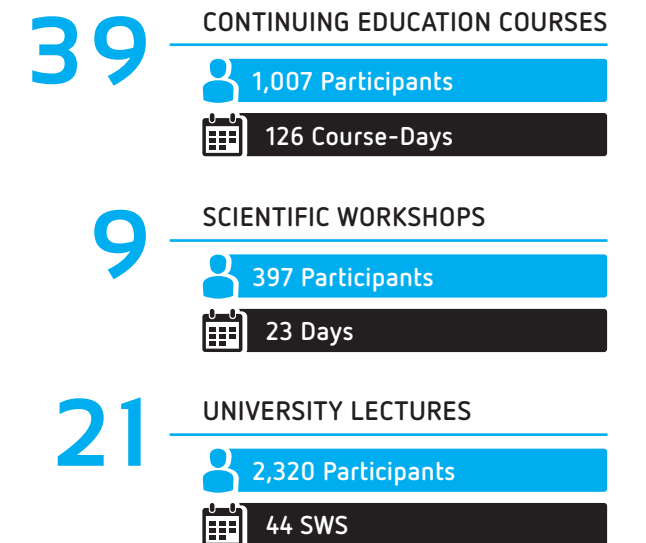 39
CONTINUING EDUCATION COURSES
1,007 Participants
126 Course-Days
9
SCIENTIFIC WORKSHOPS
397 Participants
23 Days
21
UNIVERSITY LECTURES
2,320 Participants
44 SWS